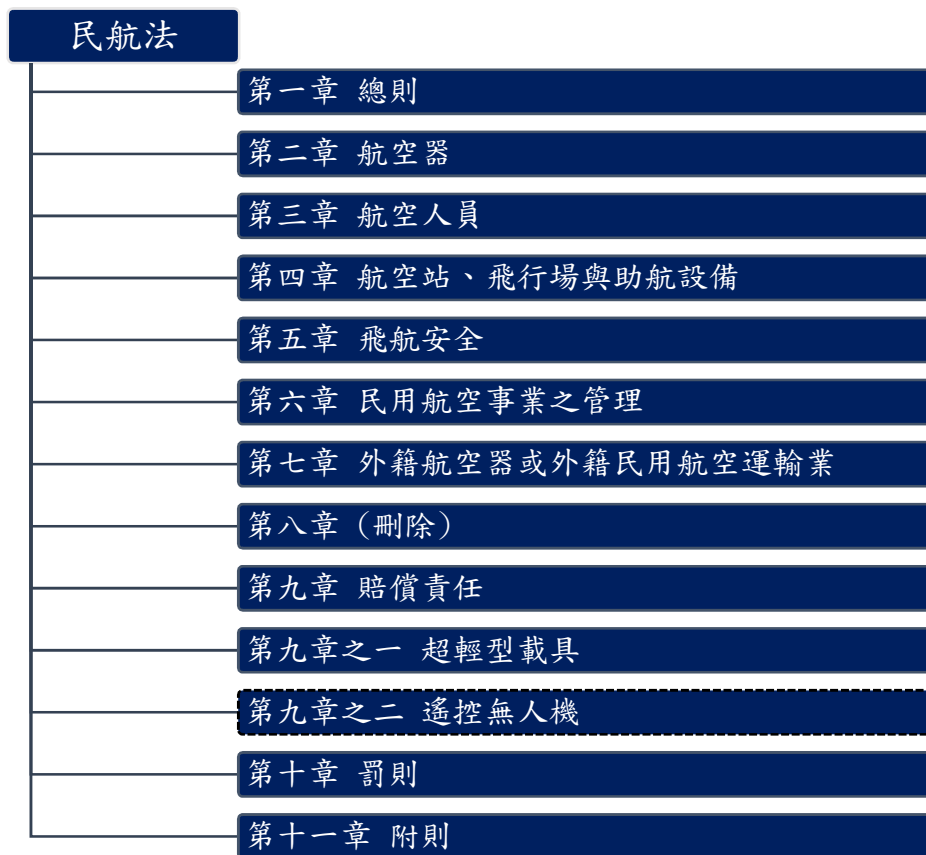 民航法
第一章 總則
第二章 航空器
第三章 航空人員
第四章 航空站、飛行場與助航設備
第五章 飛航安全
第六章 民用航空事業之管理
第七章 外籍航空器或外籍民用航空運輸業
第八章（刪除）
第九章 賠償責任
第九章之一 超輕型載具
第九章之二 遙控無人機
第十章 罰則
第十一章 附則